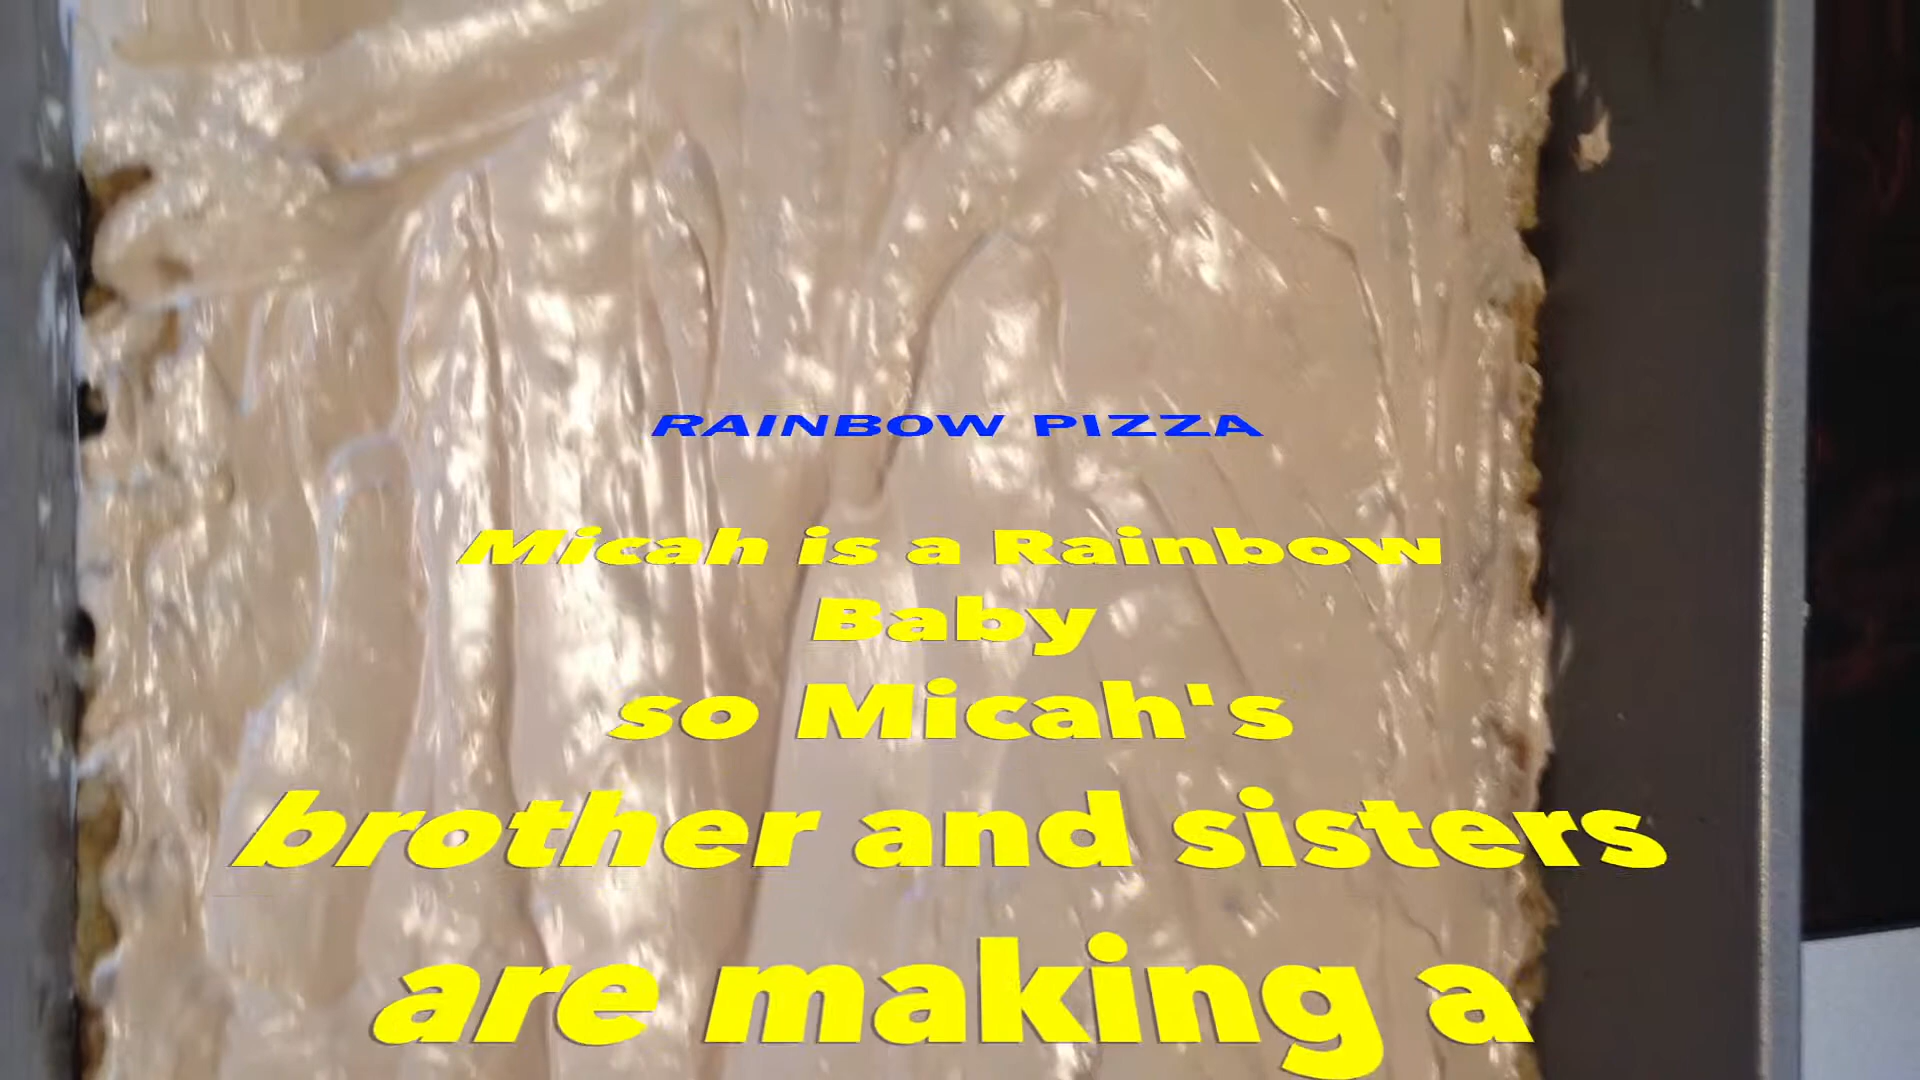 RAINBOW PIZZA
Micah is a Rainbow
Baby
so Micah's
brother and sisters
are making a